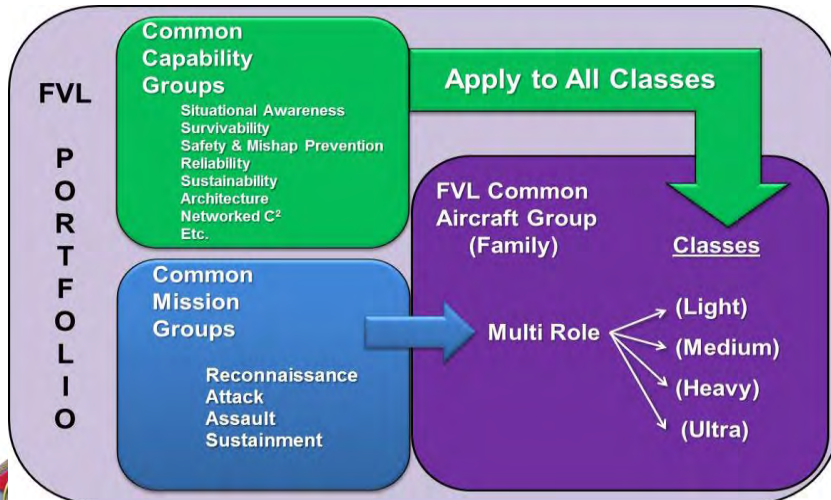 FVL
P
O
R
T
F
O
L
I
O
Common
Capability
Groups
Situational Awareness
Survivability
Safety & Mishap Prevention
Reliability
Sustainability
Architecture
Networked C²
Etc.
Apply to All Classes
Common
Mission
Groups
Reconnaissance
Attack
Assault
Sustainment
FVL Common
Aircraft Group
(Family)
Multi Role
Classes
(Light)
(Medium)
(Heavy)
(Ultra)